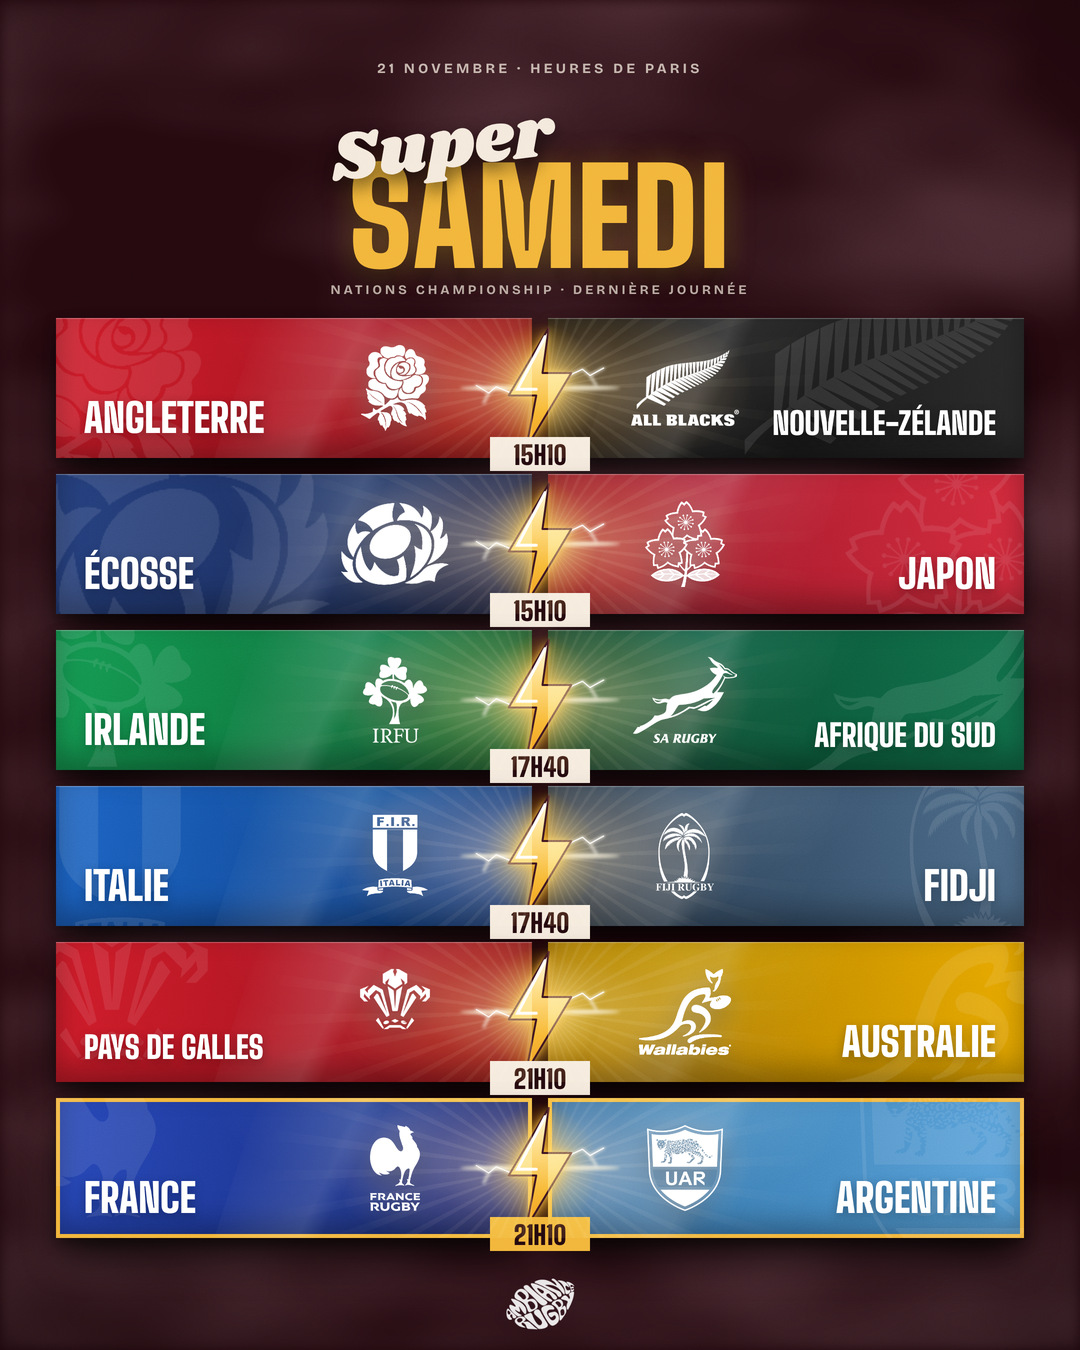 21 NOVEMBRE · HEURES DE PARIS
Super
SAMEDI
NATIONS CHAMPIONSHIP · DERNIÈRE JOURNÉE
ANGLETERRE
ALL BLACKS®
NOUVELLE-ZÉLANDE
15H10
ÉCOSSE
JAPON
15H10
IRLANDE
IRFU
SA RUGBY
AFRIQUE DU SUD
17H40
ITALIE
F.I.R.
ITALIA
FIJI RUGBY
FIDJI
17H40
PAYS DE GALLES
Wallabies
AUSTRALIE
21H10
FRANCE
FRANCE
RUGBY
UAR
ARGENTINE
21H10
AMBIANCE
RUGBY